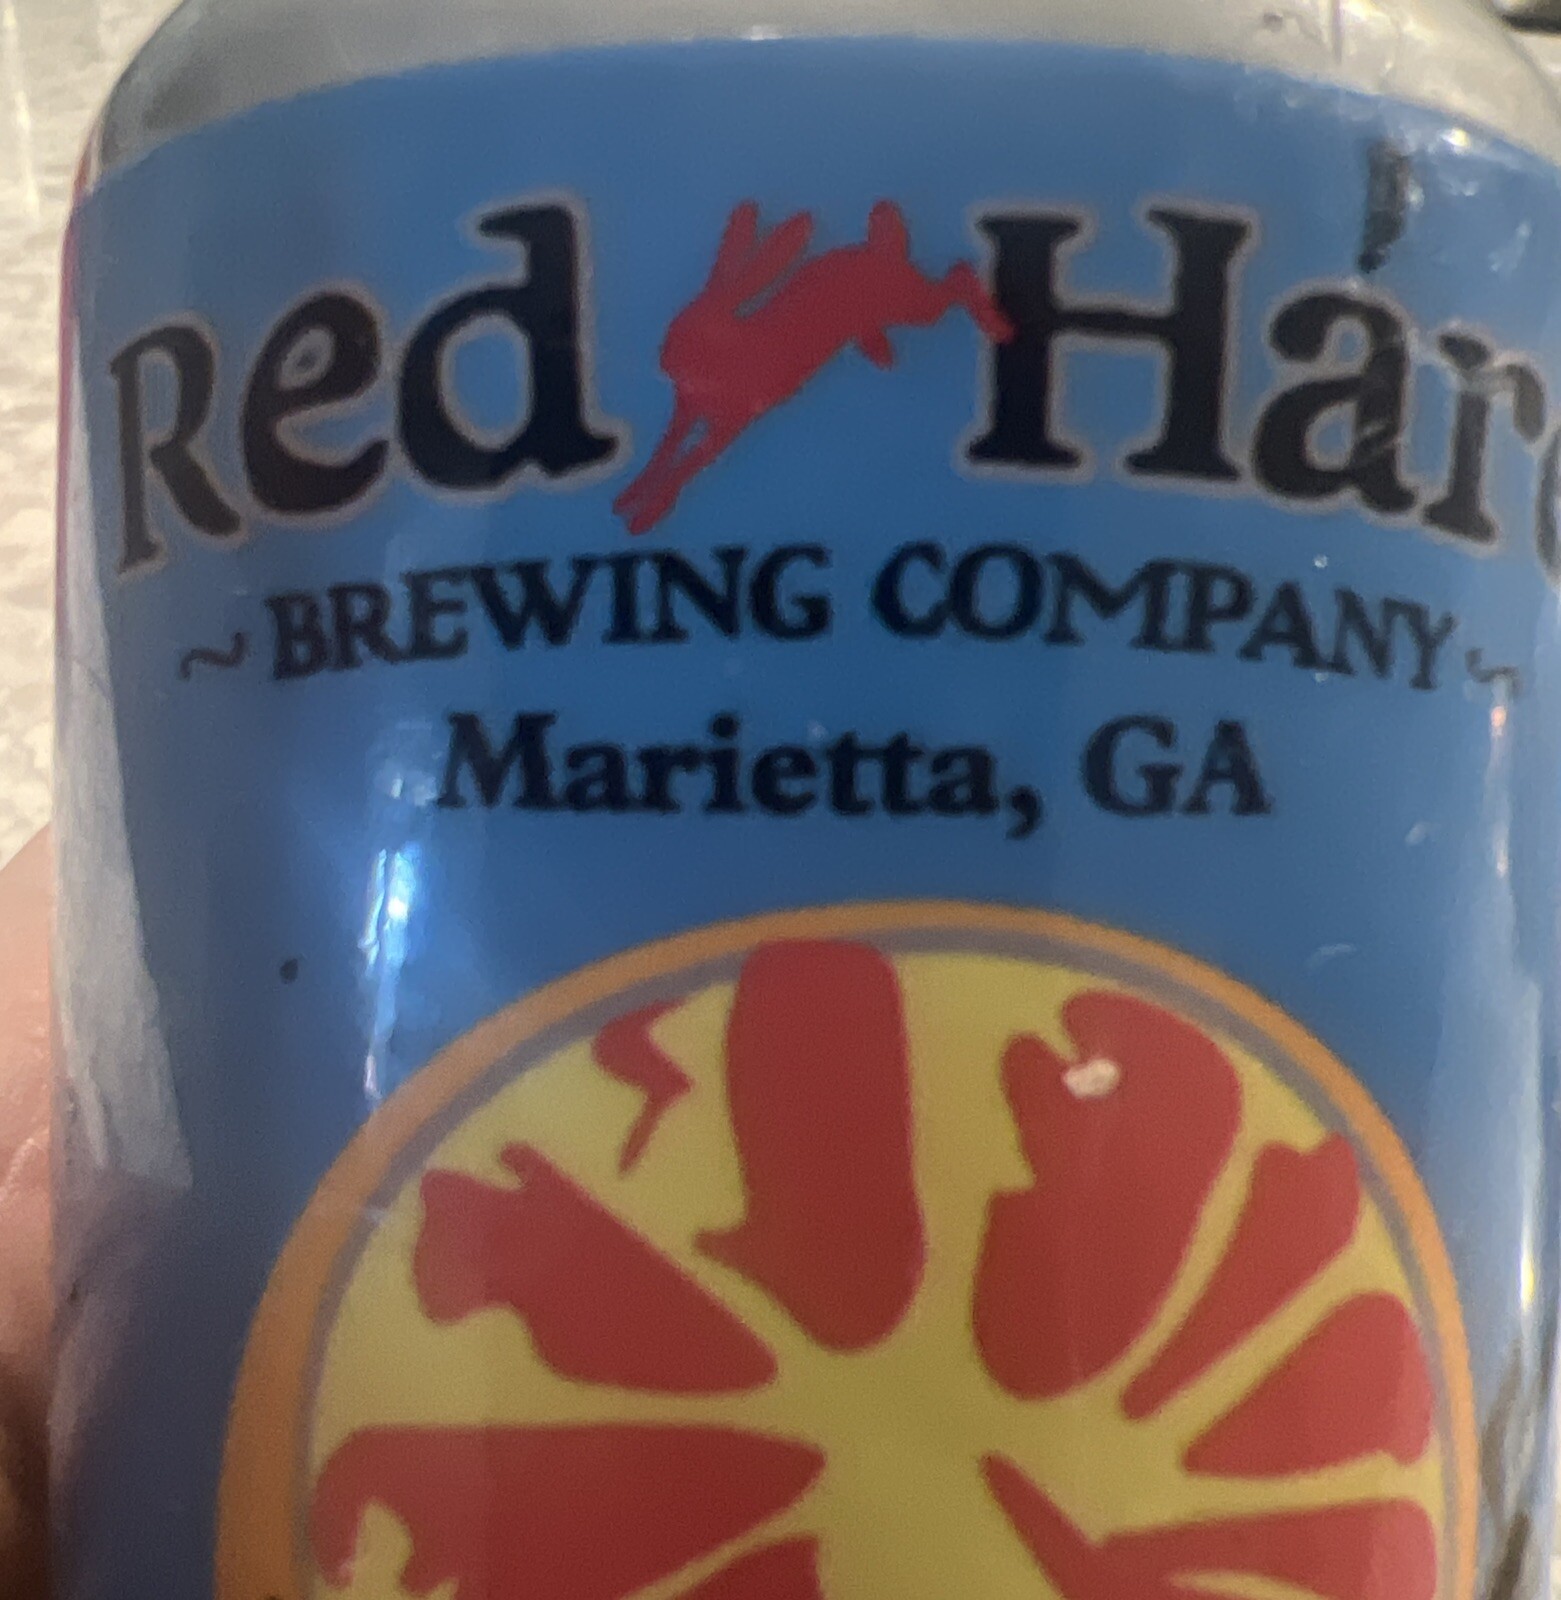 Red Hare
~BREWING COMPANY~
Marietta, GA